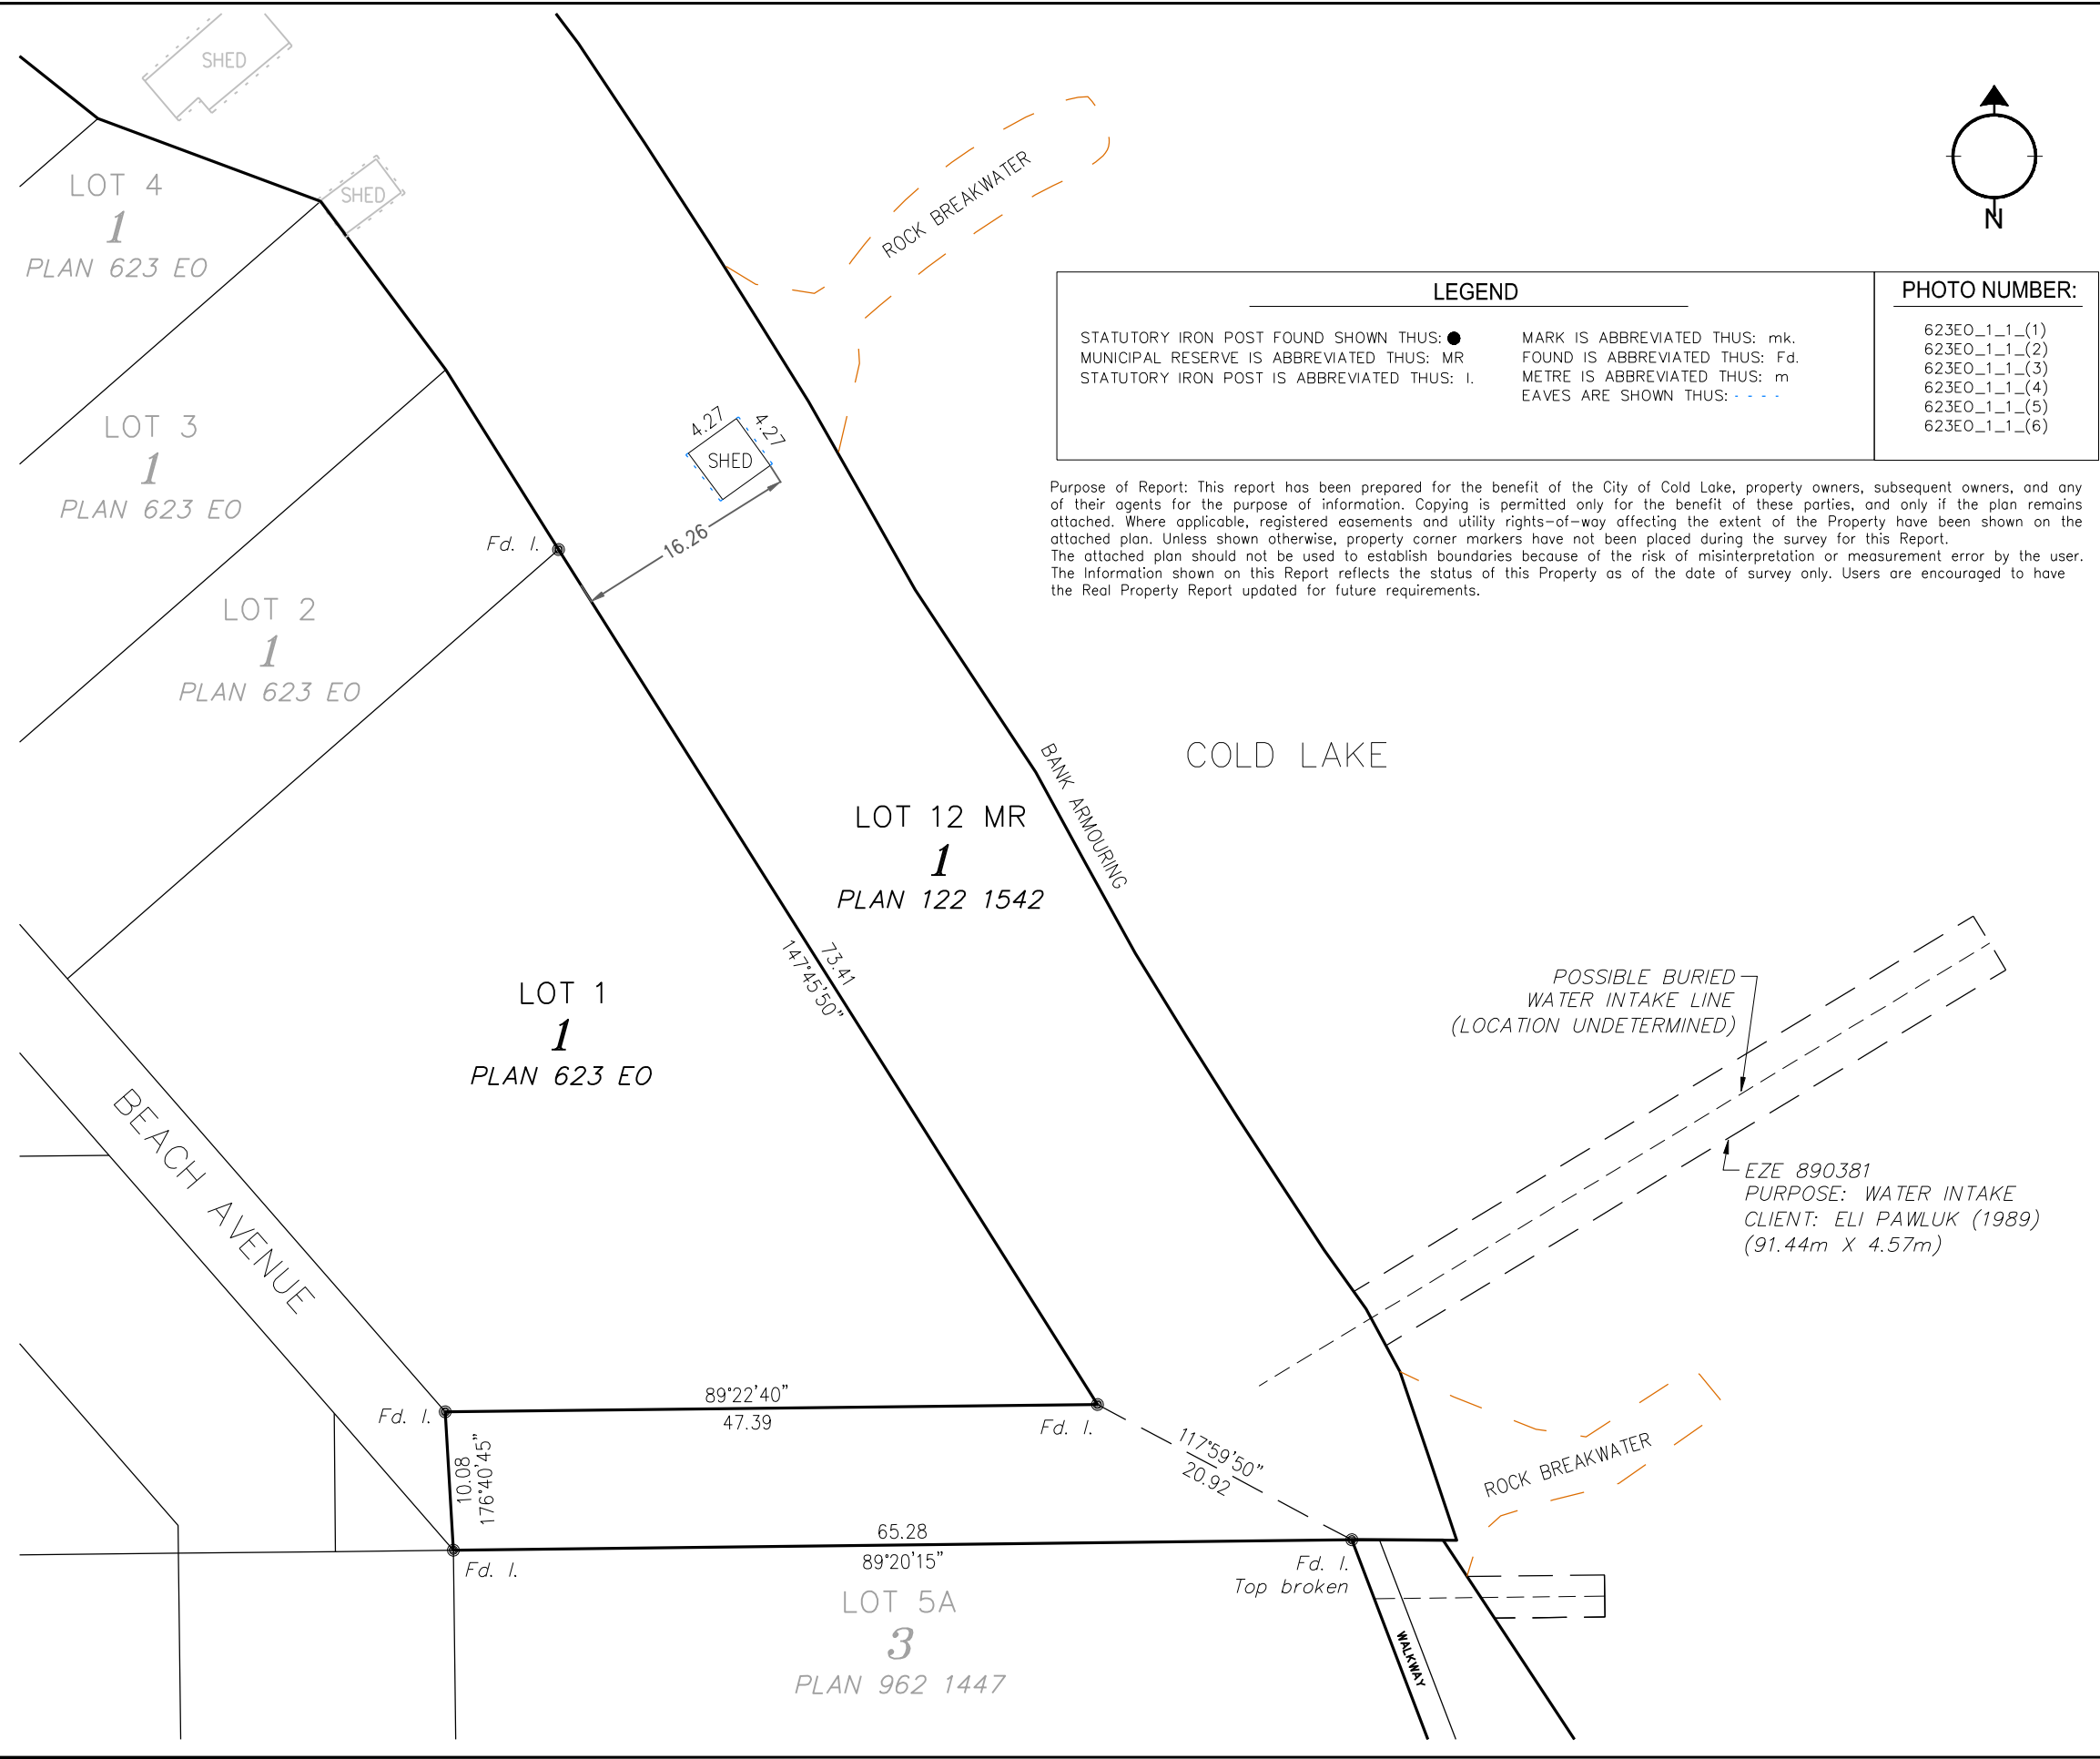 SHED
SHED
LOT 4
1
PLAN 623 EO
LOT 3
1
PLAN 623 EO
LOT 2
1
PLAN 623 EO
ROCK BREAKWATER
N
LEGEND
STATUTORY IRON POST FOUND SHOWN THUS:
MUNICIPAL RESERVE IS ABBREVIATED THUS: MR
STATUTORY IRON POST IS ABBREVIATED THUS: I.
MARK IS ABBREVIATED THUS: mk.
FOUND IS ABBREVIATED THUS: Fd.
METRE IS ABBREVIATED THUS: m
EAVES ARE SHOWN THUS:
PHOTO NUMBER:
623EO_1_1_(1)
623EO_1_1_(2)
623EO_1_1_(3)
623EO_1_1_(4)
623EO_1_1_(5)
623EO_1_1_(6)
Purpose of Report: This report has been prepared for the benefit of the City of Cold Lake, property owners, subsequent owners, and any
of their agents for the purpose of information. Copying is permitted only for the benefit of these parties, and only if the plan remains
attached. Where applicable, registered easements and utility rights-of-way affecting the extent of the Property have been shown on the
attached plan. Unless shown otherwise, property corner markers have not been placed during the survey for this Report.
The attached plan should not be used to establish boundaries because of the risk of misinterpretation or measurement error by the user.
The Information shown on this Report reflects the status of this Property as of the date of survey only. Users are encouraged to have
the Real Property Report updated for future requirements.
4.27
4.27
SHED
16.26
Fd. I.
COLD LAKE
BANK ARMOURING
LOT 12 MR
1
PLAN 122 1542
73.41
147°45'50"
LOT 1
1
PLAN 623 EO
BEACH AVENUE
POSSIBLE BURIED
WATER INTAKE LINE
(LOCATION UNDETERMINED)
EZE 890381
PURPOSE: WATER INTAKE
CLIENT: ELI PAWLUK (1989)
(91.44m X 4.57m)
89°22'40"
47.39
Fd. I.
Fd. I.
117°59'50"
20.92
10.08
176°40'45"
ROCK BREAKWATER
65.28
89°20'15"
Fd. I.
Fd. I.
Top broken
LOT 5A
3
PLAN 962 1447
WALKWAY